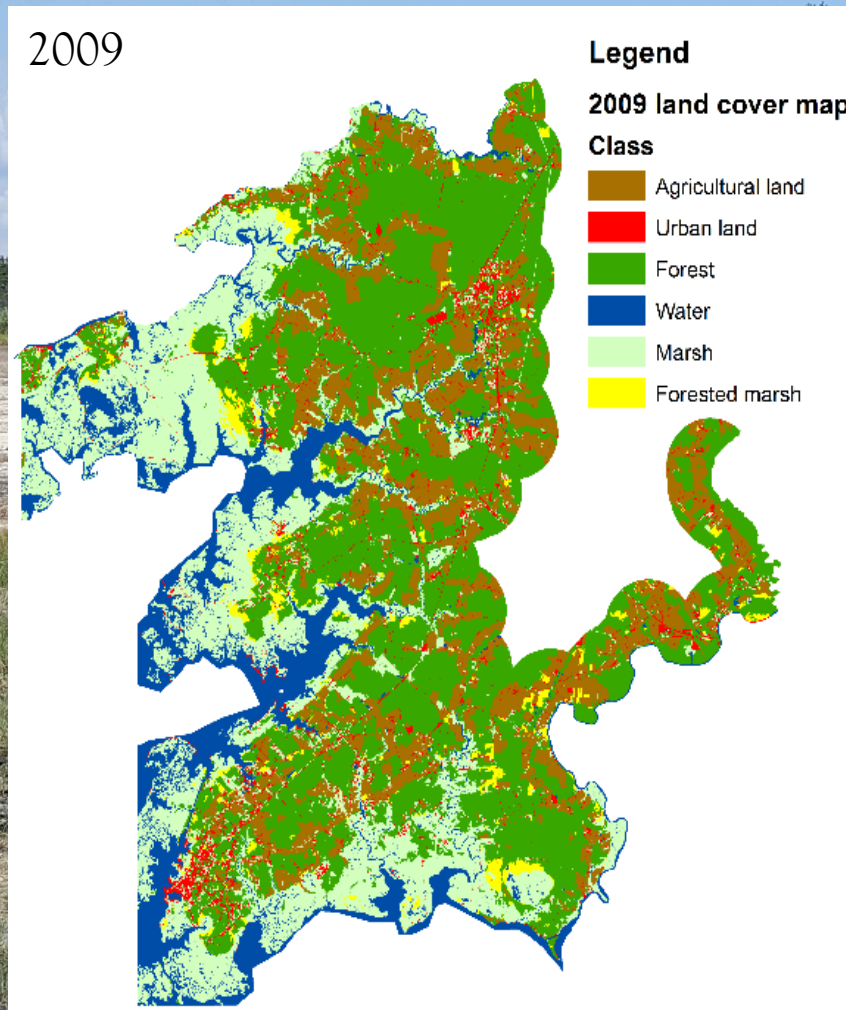 2009
Legend
2009 land cover map
Class
Agricultural land
Urban land
Forest
Water
Marsh
Forested marsh